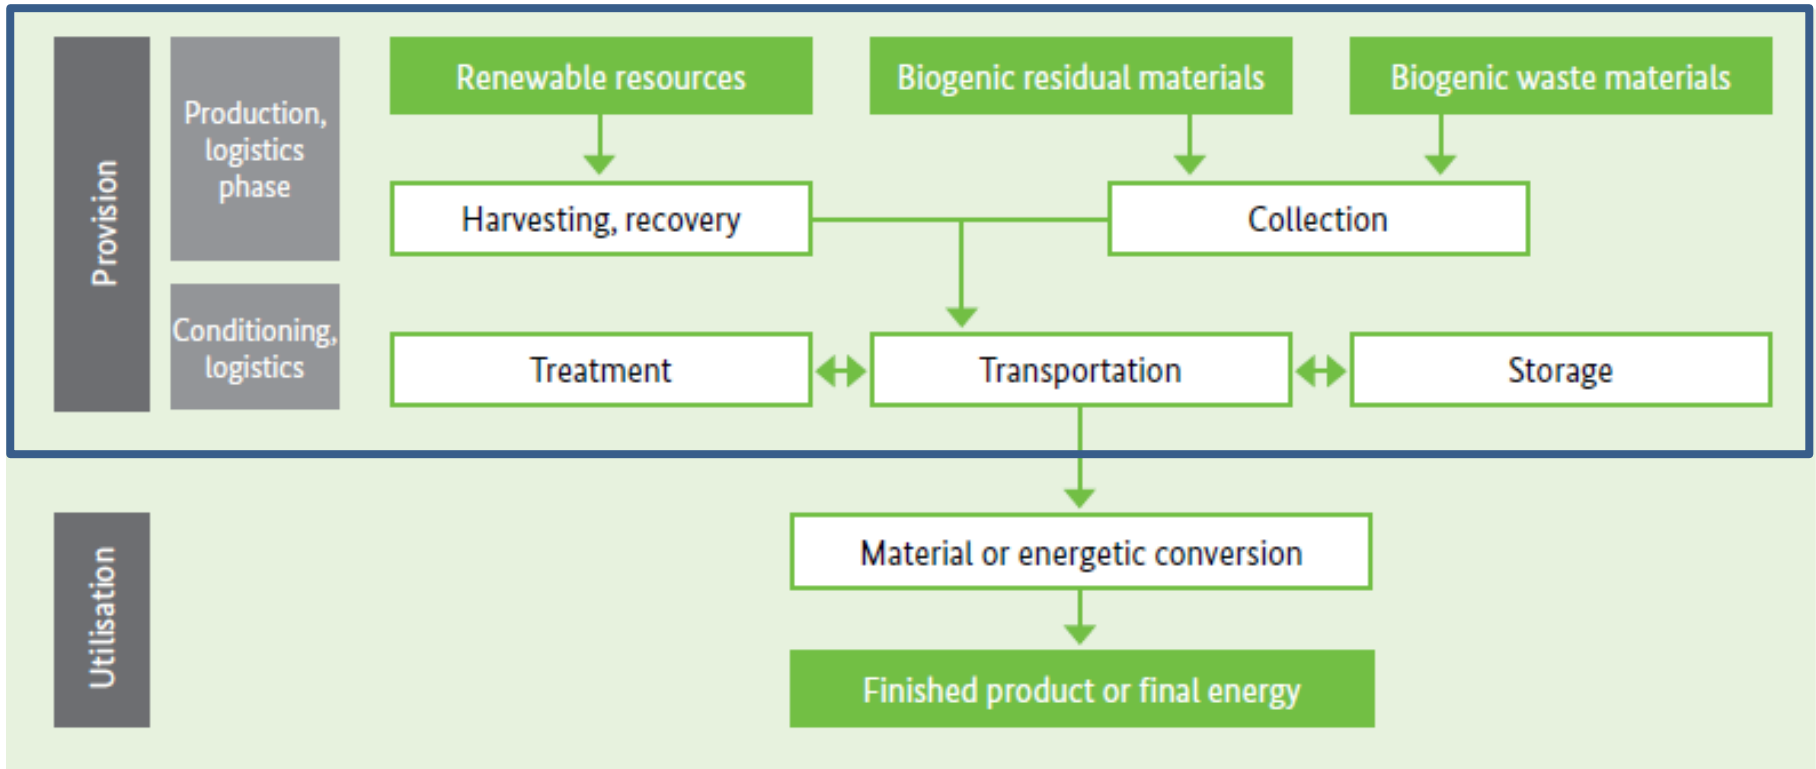 Provision
Production,
logistics
phase
Renewable resources
Biogenic residual materials
Biogenic waste materials
Harvesting, recovery
Collection
Conditioning,
logistics
Treatment
Transportation
Storage
Utilisation
Material or energetic conversion
Finished product or final energy